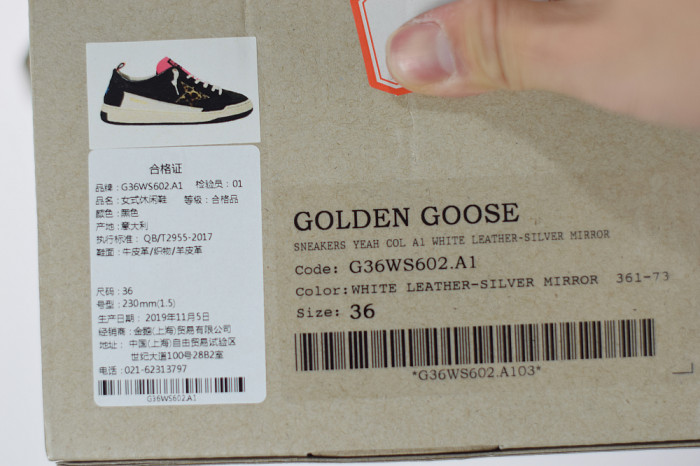 合格证
品牌：G36WS602.A1 检验员：01
品名：女式休闲鞋 等级：合格品
颜色：黑色
产地：意大利
执行标准： QB/T2955-2017
鞋面：牛皮革/织物/羊皮革
尺码：36
号型：230mm(1.5)
生产日期： 2019年11月5日
经销商：金鹅(上海)贸易有限公司
地址： 中国(上海)自由贸易试验区
世纪大道100号28B2室
电话：021-62313797
G36WS602.A1
GOLDEN GOOSE
SNEAKERS YEAH COL A1 WHITE LEATHER-SILVER MIRROR
Code: G36WS602.A1
Color:WHITE LEATHER-SILVER MIRROR 361-73
Size: 36
*G36WS602.A103*